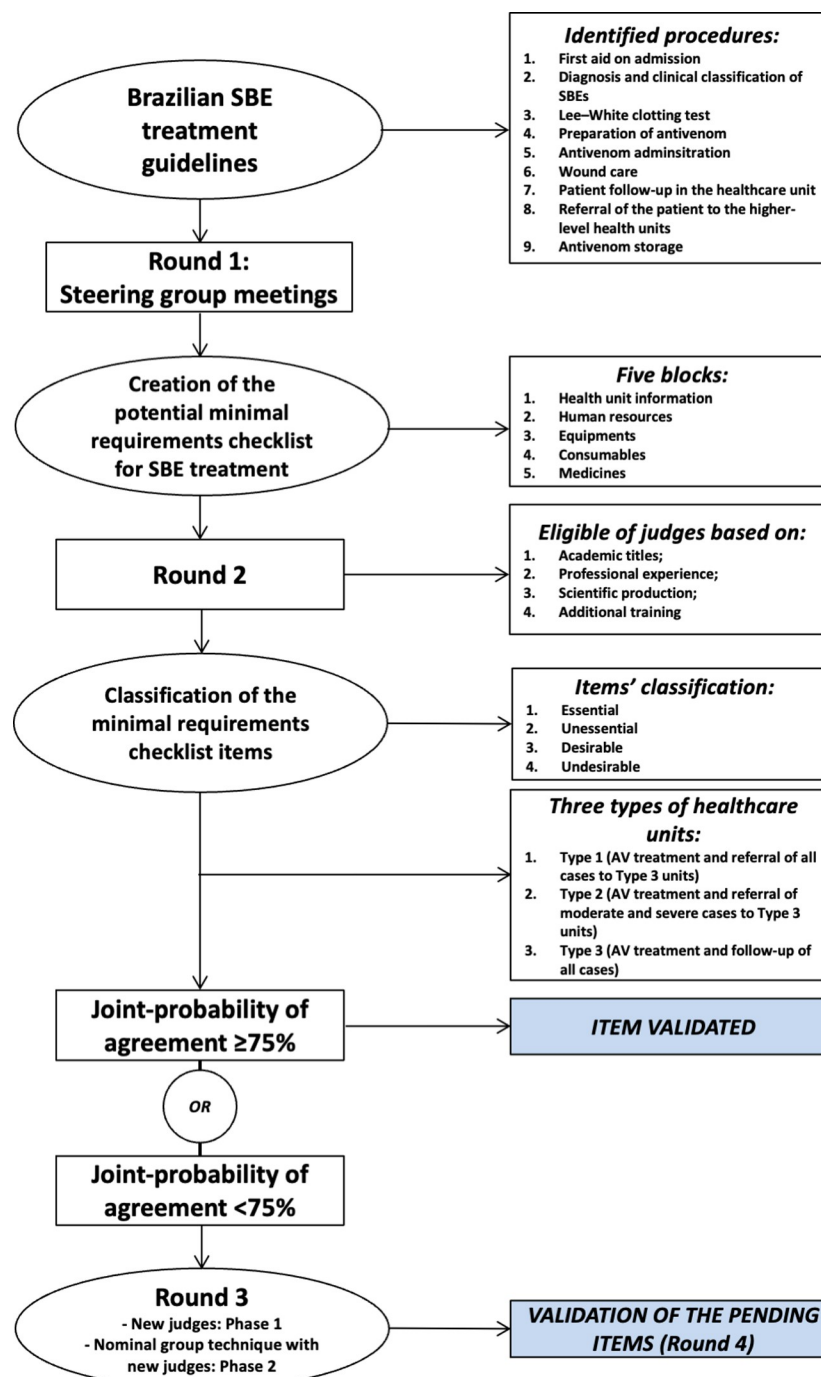 Brazilian SBE
treatment
guidelines
Identified procedures:
1. First aid on admission
2. Diagnosis and clinical classification of
SBEs
3. Lee–White clotting test
4. Preparation of antivenom
5. Antivenom adminsitration
6. Wound care
7. Patient follow-up in the healthcare unit
8. Referral of the patient to the higher-
level health units
9. Antivenom storage
Round 1:
Steering group meetings
Creation of the
potential minimal
requirements checklist
for SBE treatment
Five blocks:
1. Health unit information
2. Human resources
3. Equipments
4. Consumables
5. Medicines
Round 2
Eligible of judges based on:
1. Academic titles;
2. Professional experience;
3. Scientific production;
4. Additional training
Classification of the
minimal requirements
checklist items
Items’ classification:
1. Essential
2. Unessential
3. Desirable
4. Undesirable
Three types of healthcare
units:
1. Type 1 (AV treatment and referral of all
cases to Type 3 units)
2. Type 2 (AV treatment and referral of
moderate and severe cases to Type 3
units)
3. Type 3 (AV treatment and follow-up of
all cases)
Joint-probability of
agreement ≥75%
ITEM VALIDATED
OR
Joint-probability of
agreement <75%
Round 3
- New judges: Phase 1
- Nominal group technique with
new judges: Phase 2
VALIDATION OF THE PENDING
ITEMS (Round 4)